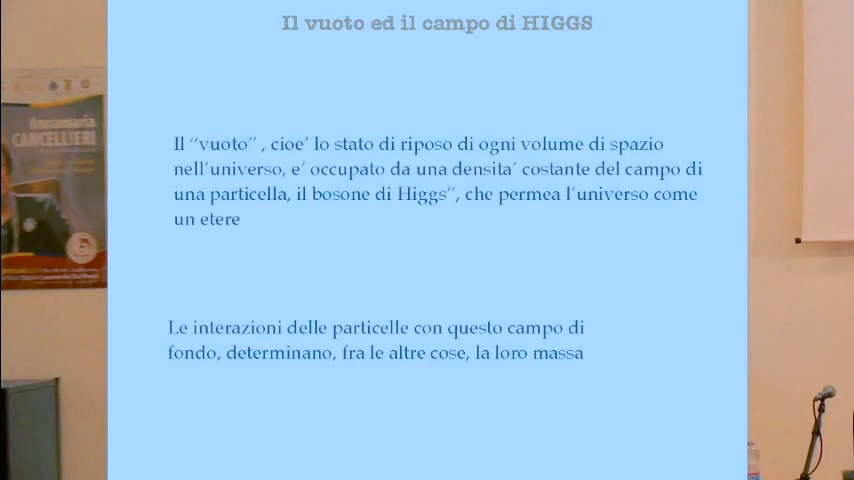 Il vuoto ed il campo di HIGGS
Il “vuoto” , cioe’ lo stato di riposo di ogni volume di spazio
nell’universo, e’ occupato da una densita’ costante del campo di
una particella, il bosone di Higgs”, che permea l’universo come
un etere
Le interazioni delle particelle con questo campo di
fondo, determinano, fra le altre cose, la loro massa
Annamaria
CANCELLIERI